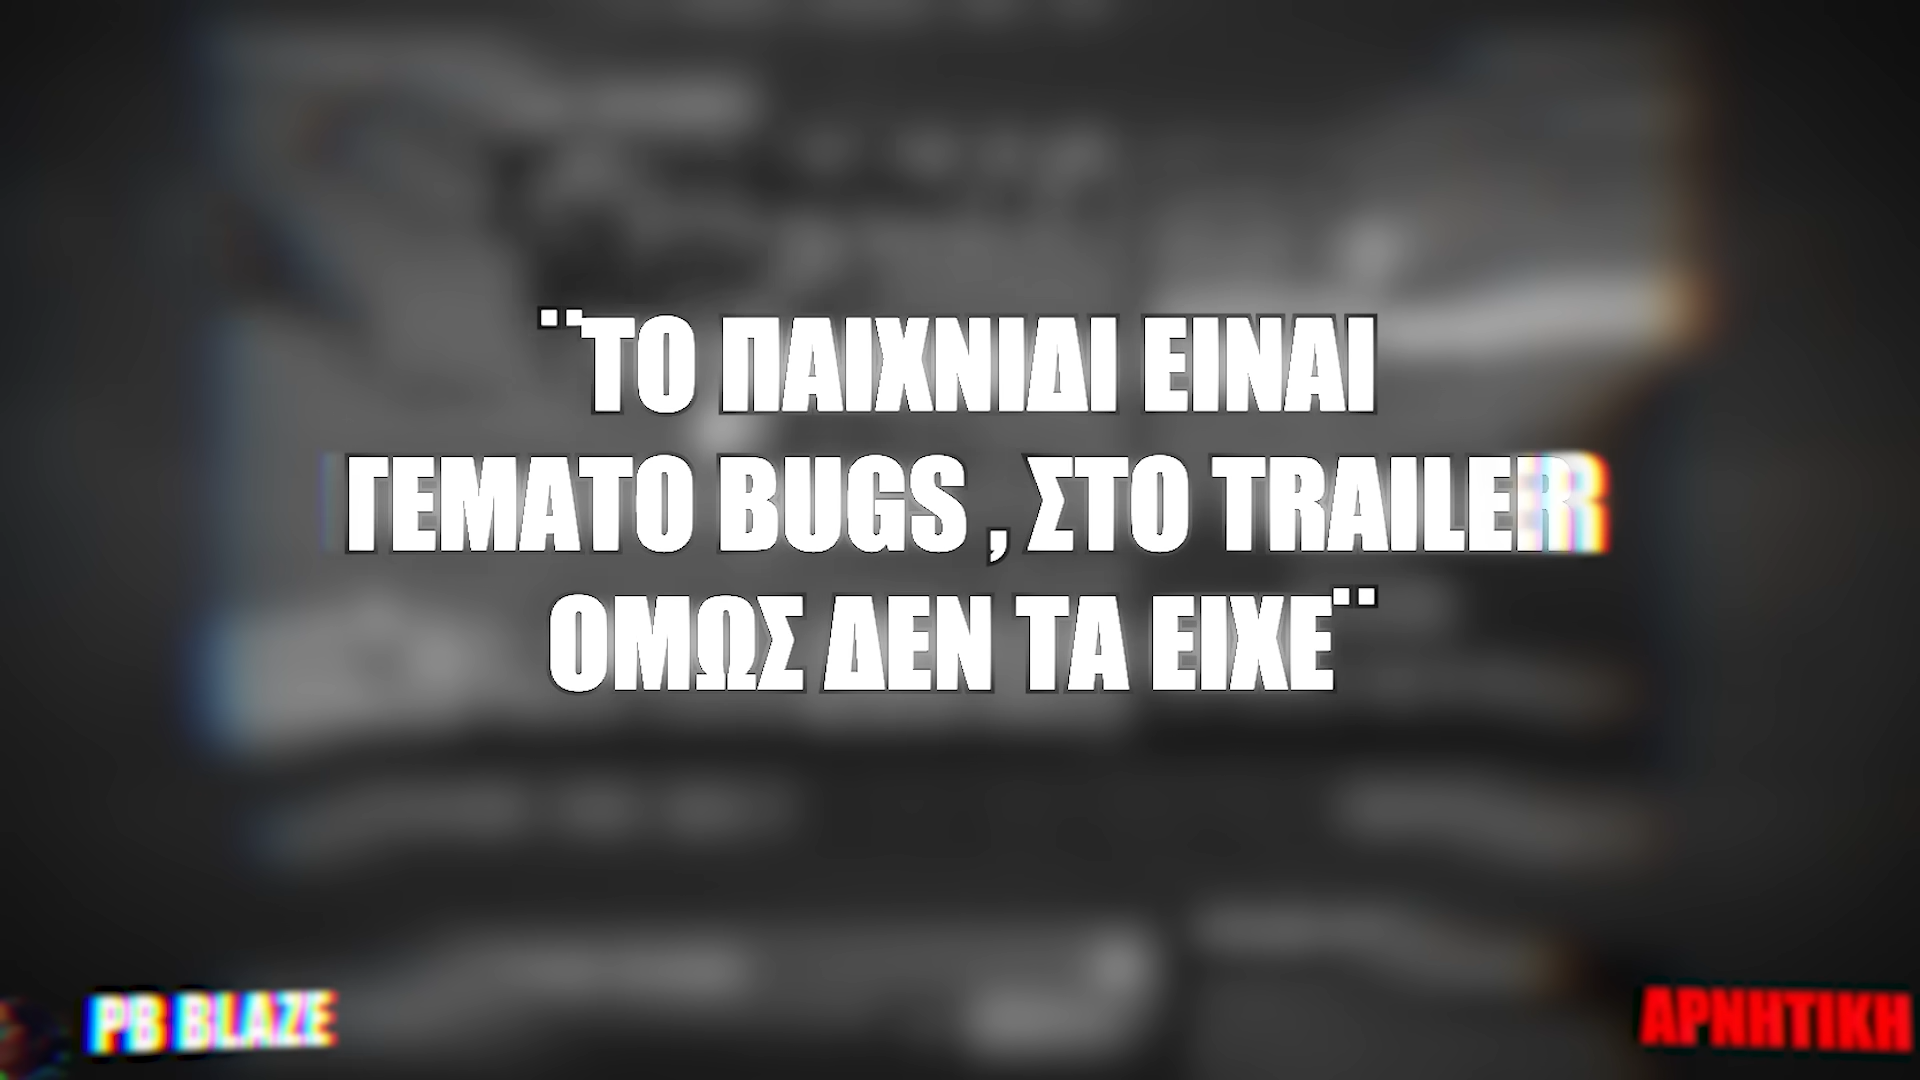 ¨ΤΟ ΠΑΙΧΝΙΔΙ ΕΙΝΑΙ
ΓΕΜΑΤΟ BUGS , ΣΤΟ TRAILER
ΟΜΩΣ ΔΕΝ ΤΑ ΕΙΧΕ¨
PB BLAZE
ΑΡΝΗΤΙΚΗ